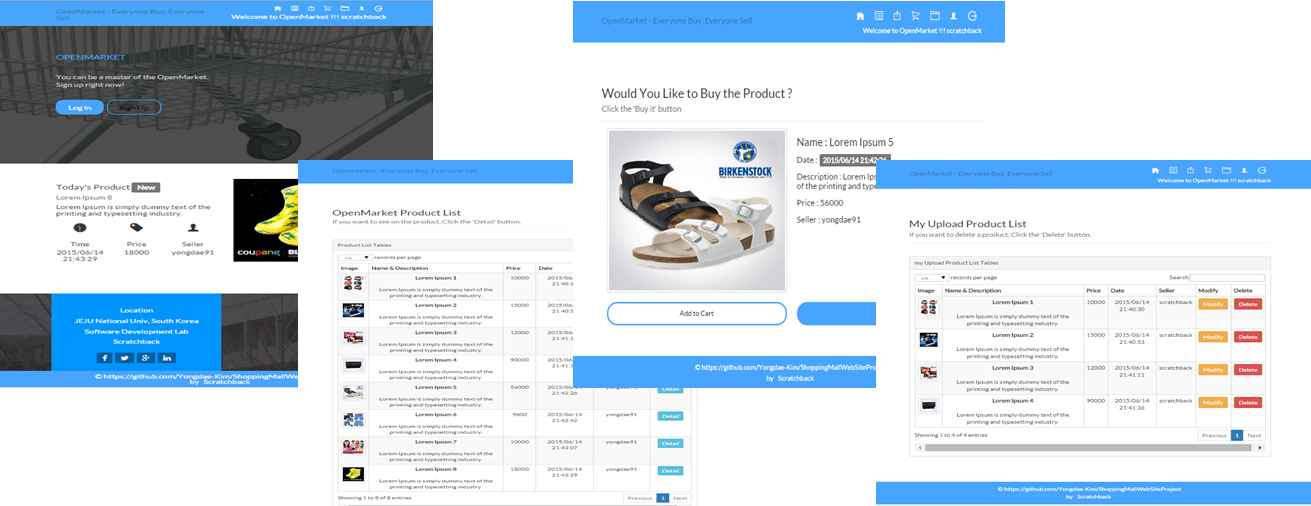 OpenMarket - Everyone Buy, Everyone
Sell
Welcome to OpenMarket !!! scratchback
OPENMARKET
You can be a master of the OpenMarket.
Sign up right now!
Log In
Sign Up
Today's Product New
Lorem Ipsum 8
Lorem Ipsum is simply dummy text of the
printing and typesetting industry.
Time Price Seller
2015/06/14 18000 yongdae91
21:43:29
coupang
Location
JEJU National Univ, South Korea
Software Development Lab
Scratchback
© https://github.com/Yongdae-Kim/ShoppingMallWebS
by Scratchback
OpenMarket - Everyone Buy, Everyone Sell
OpenMarket Product List
If you want to see on the product, Click the 'Detail' button.
Product List Tables
records per page
Image Name & Description Price Date
Lorem Ipsum 1 10000 2015/06/
Lorem Ipsum is simply dummy text of the 21:40:3
printing and typesetting industry.
Lorem Ipsum 2 15000 2015/06/
Lorem Ipsum is simply dummy text of the 21:40:5
printing and typesetting industry.
Lorem Ipsum 3 12000 2015/06/
Lorem Ipsum is simply dummy text of the 21:41:1
printing and typesetting industry.
Lorem Ipsum 4 90000 2015/06/
Lorem Ipsum is simply dummy text of the 21:41:3
printing and typesetting industry.
Lorem Ipsum 5 56000 2015/06/
Lorem Ipsum is simply dummy text of the 21:42:26 Detail
printing and typesetting industry.
Lorem Ipsum 6 9800 2015/06/14 yongdae91 Detail
Lorem Ipsum is simply dummy text of the 21:42:42
printing and typesetting industry.
Lorem Ipsum 7 10000 2015/06/14 yongdae91 Detail
Lorem Ipsum is simply dummy text of the 21:43:07
printing and typesetting industry.
Lorem Ipsum 8 18000 2015/06/14 yongdae91 Detail
Lorem Ipsum is simply dummy text of the 21:43:29
printing and typesetting industry.
Showing 1 to 8 of 8 entries Previous 1 Next
OpenMarket - Everyone Buy, Everyone Sell
Welcome to OpenMarket !!! scratchback
Would You Like to Buy the Product ?
Click the 'Buy it' button
BIRKENSTOCK
Name : Lorem Ipsum 5
Date : 2015/06/14 21:42:26
Description : Lorem Ips
of the printing and typese
Price : 56000
Seller : yongdae91
Add to Cart
© https://github.com/Yongdae-Kim/ShoppingMallWebSiteProj
by Scratchback
OpenMarket - Everyone Buy, Everyone Sell
Welcome to OpenMarket !!! scratchback
My Upload Product List
If you want to delete a product, Click the 'Delete' button.
my Upload Product List Tables
records per page Search:
Image Name & Description Price Date Seller Modify Delete
Lorem Ipsum 1 10000 2015/06/14 scratchback Modify Delete
Lorem Ipsum is simply dummy text of the 21:40:30
printing and typesetting industry.
Lorem Ipsum 2 15000 2015/06/14 scratchback Modify Delete
Lorem Ipsum is simply dummy text of the 21:40:53
printing and typesetting industry.
Lorem Ipsum 3 12000 2015/06/14 scratchback Modify Delete
Lorem Ipsum is simply dummy text of the 21:41:11
printing and typesetting industry.
Lorem Ipsum 4 90000 2015/06/14 scratchback Modify Delete
Lorem Ipsum is simply dummy text of the 21:41:36
printing and typesetting industry.
Showing 1 to 4 of 4 entries Previous 1 Next
© https://github.com/Yongdae-Kim/ShoppingMallWebSiteProject
by Scratchback